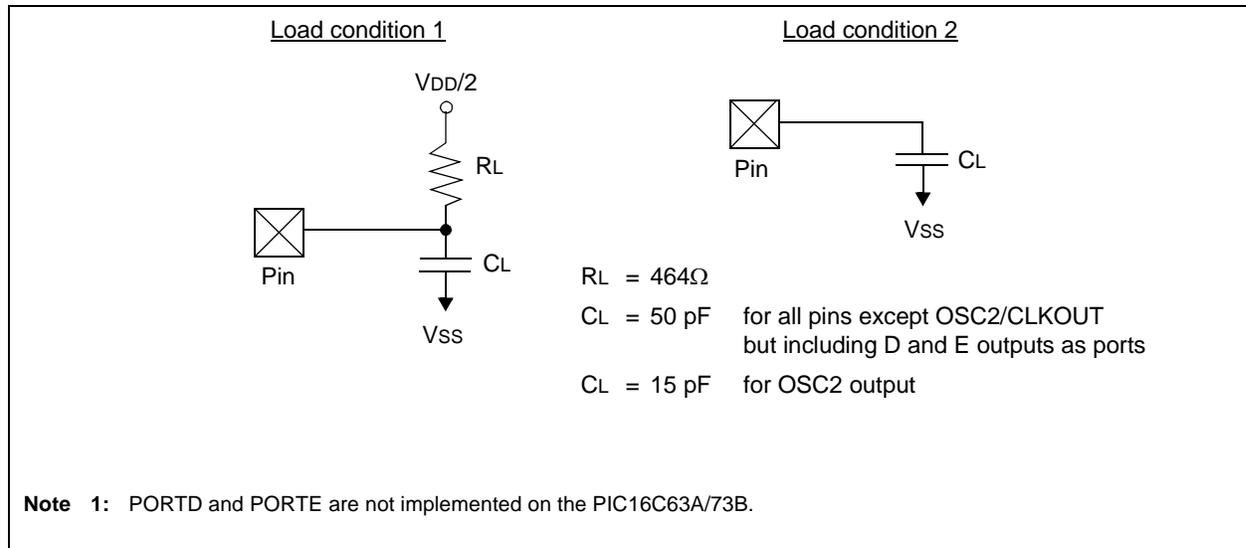 Load condition 1
VDD/2
RL
Pin
CL
VSS
Load condition 2
Pin
CL
VSS
RL = 464Ω
CL = 50 pF for all pins except OSC2/CLKOUT
but including D and E outputs as ports
CL = 15 pF for OSC2 output
Note 1: PORTD and PORTE are not implemented on the PIC16C63A/73B.